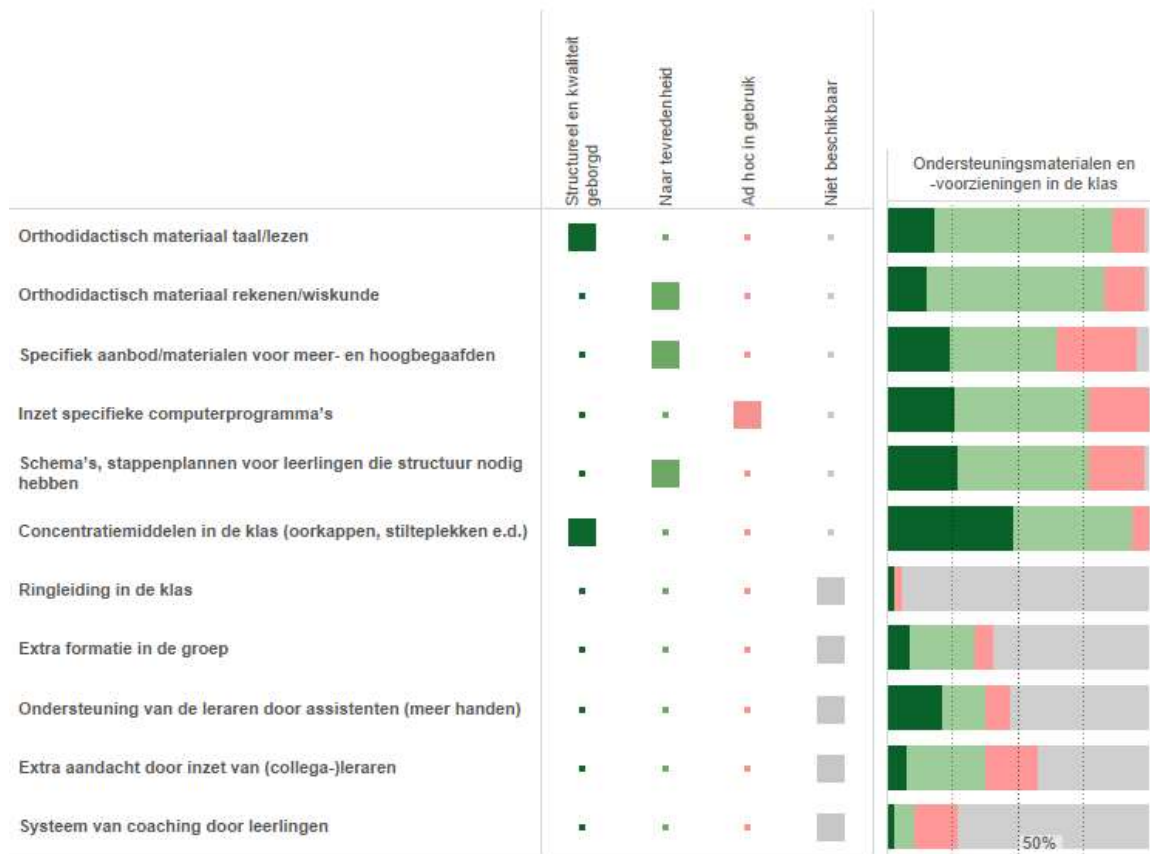 Structureel en kwaliteit
geborgd
Naar tevredenheid
Ad hoc in gebruik
Niet beschikbaar
Ondersteuningsmaterialen en
-voorzieningen in de klas
Orthodidactisch materiaal taal/lezen
Orthodidactisch materiaal rekenen/wiskunde
Specifiek aanbod/materialen voor meer- en hoogbegaafden
Inzet specifieke computerprogramma's
Schema's, stappenplannen voor leerlingen die structuur nodig
hebben
Concentratiemiddelen in de klas (oorkappen, stilteplekken e.d.)
Ringleiding in de klas
Extra formatie in de groep
Ondersteuning van de leraren door assistenten (meer handen)
Extra aandacht door inzet van (collega-)leraren
Systeem van coaching door leerlingen
50%